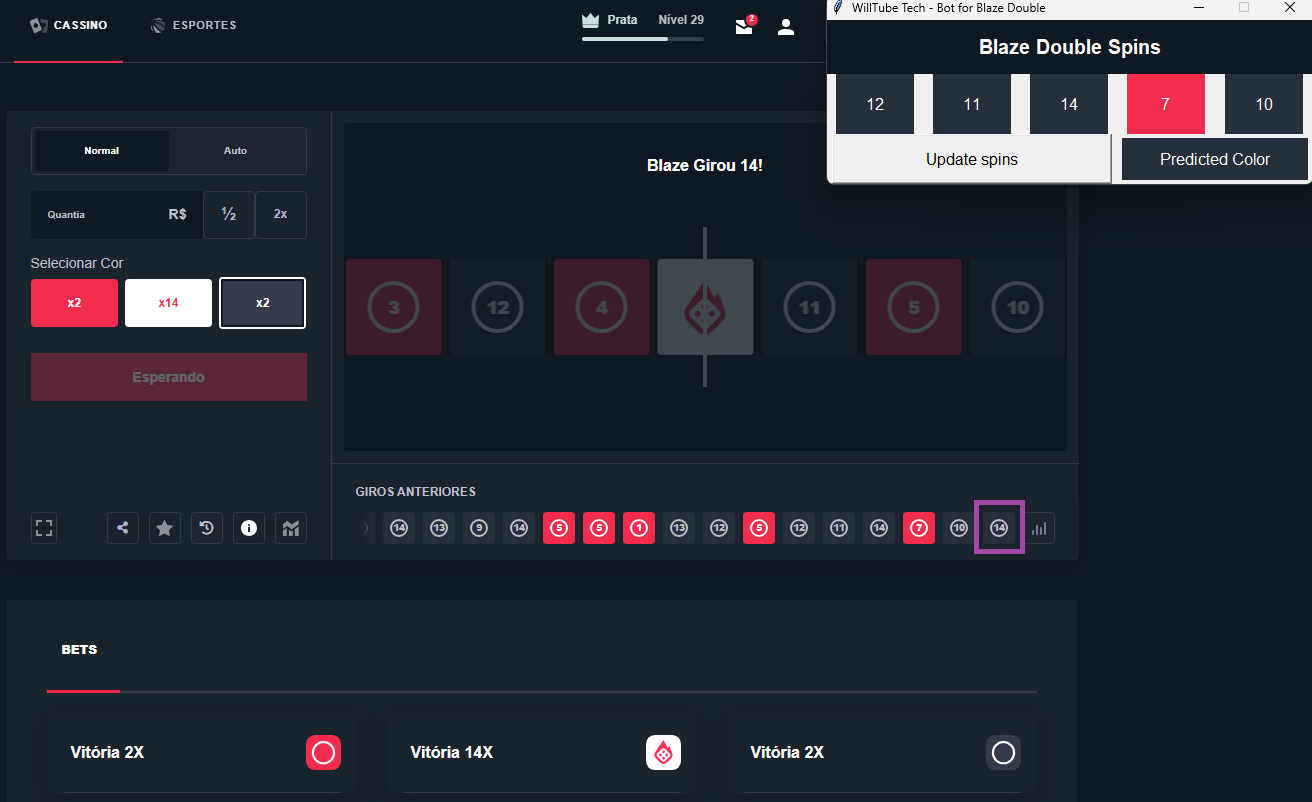 CASSINO
ESPORTES
Prata
Nível 29
2
WillTube Tech - Bot for Blaze Double
Blaze Double Spins
12 11 14 7 10
Update spins
Predicted Color
Normal
Auto
Quantia
R$
½
2x
Selecionar Cor
x2
x14
x2
Esperando
Blaze Girou 14!
3 12 4 11 5 10
GIROS ANTERIORES
14 13 9 14 5 5 1 13 12 5 12 11 14 7 10 14
BETS
Vitória 2X
Vitória 14X
Vitória 2X